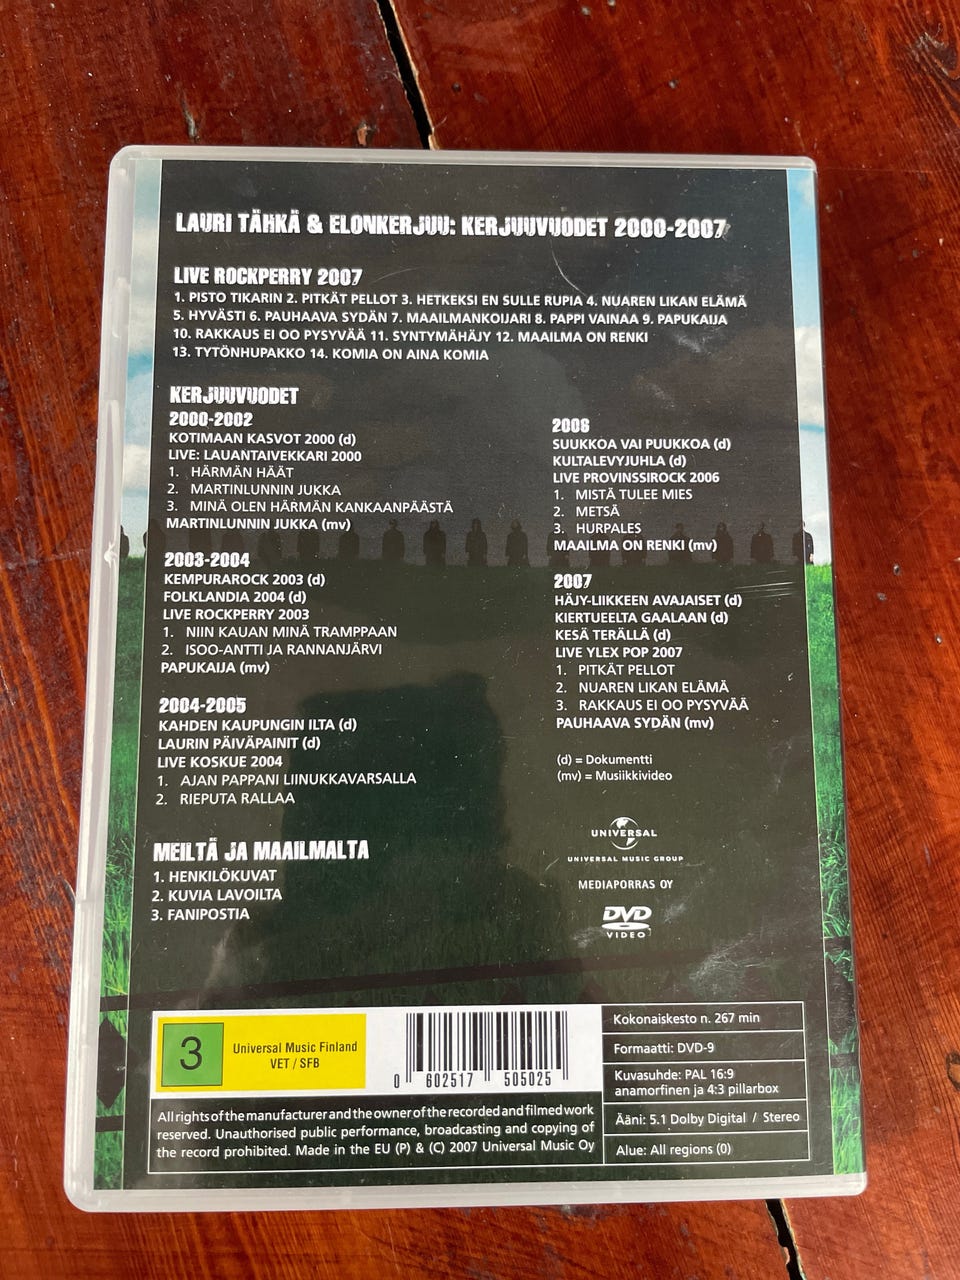 LAURI TÄHKÄ & ELONKERJUU: KERJUUVUODET 2000-2007
LIVE ROCKPERRY 2007
1. PISTO TIKARIN 2. PITKÄT PELLOT 3. HETKEKSI EN SULLE RUPIA 4. NUAREN LIKAN ELÄMÄ
5. HYVÄSTI 6. PAUHAAVA SYDÄN 7. MAAILMANKOIJARI 8. PAPPI VAINAA 9. PAPUKAIJA
10. RAKKAUS EI OO PYSYVÄÄ 11. SYNTYMÄHÄJY 12. MAAILMA ON RENKI
13. TYTÖNHUPAKKO 14. KOMIA ON AINA KOMIA
KERJUUVUODET
2000-2002
KOTIMAAN KASVOT 2000 (d)
LIVE: LAUANTAIVEKKARI 2000
1. HÄRMÄN HÄÄT
2. MARTINLUNNIN JUKKA
3. MINÄ OLEN HÄRMÄN KANKAANPÄÄSTÄ
MARTINLUNNIN JUKKA (mv)
2003-2004
KEMPURAROCK 2003 (d)
FOLKLANDIA 2004 (d)
LIVE ROCKPERRY 2003
1. NIIN KAUAN MINÄ TRAMPPAAN
2. ISOO-ANTTI JA RANNANJÄRVI
PAPUKAIJA (mv)
2004-2005
KAHDEN KAUPUNGIN ILTA (d)
LAURIN PÄIVÄPAINIT (d)
LIVE KOSKUE 2004
1. AJAN PAPPANI LIINUKKAVARSALLA
2. RIEPUTA RALLAA
MEILTÄ JA MAAILMALTA
1. HENKILÖKUVAT
2. KUVIA LAVOILTA
3. FANIPOSTIA
2006
SUUKKOA VAI PUUKKOA (d)
KULTALEVYJUHLA (d)
LIVE PROVINSSIROCK 2006
1. MISTÄ TULEE MIES
2. METSÄ
3. HURPALES
MAAILMA ON RENKI (mv)
2007
HÄJY-LIIKKEEN AVAJAISET (d)
KIERTUEELTA GAALAAN (d)
KESÄ TERÄLLÄ (d)
LIVE YLEX POP 2007
1. PITKÄT PELLOT
2. NUAREN LIKAN ELÄMÄ
3. RAKKAUS EI OO PYSYVÄÄ
PAUHAAVA SYDÄN (mv)
(d) = Dokumentti
(mv) = Musiikkivideo
UNIVERSAL
UNIVERSAL MUSIC GROUP
MEDIAPORRAS OY
DVD
VIDEO
3
Universal Music Finland
VET / SFB
0 602517 505025
All rights of the manufacturer and the owner of the recorded and filmed work
reserved. Unauthorised public performance, broadcasting and copying of
the record prohibited. Made in the EU (P) & (C) 2007 Universal Music Oy
Kokonaiskesto n. 267 min
Formaatti: DVD-9
Kuvasuhde: PAL 16:9
anamorfinen ja 4:3 pillarbox
Ääni: 5.1 Dolby Digital / Stereo
Alue: All regions (0)